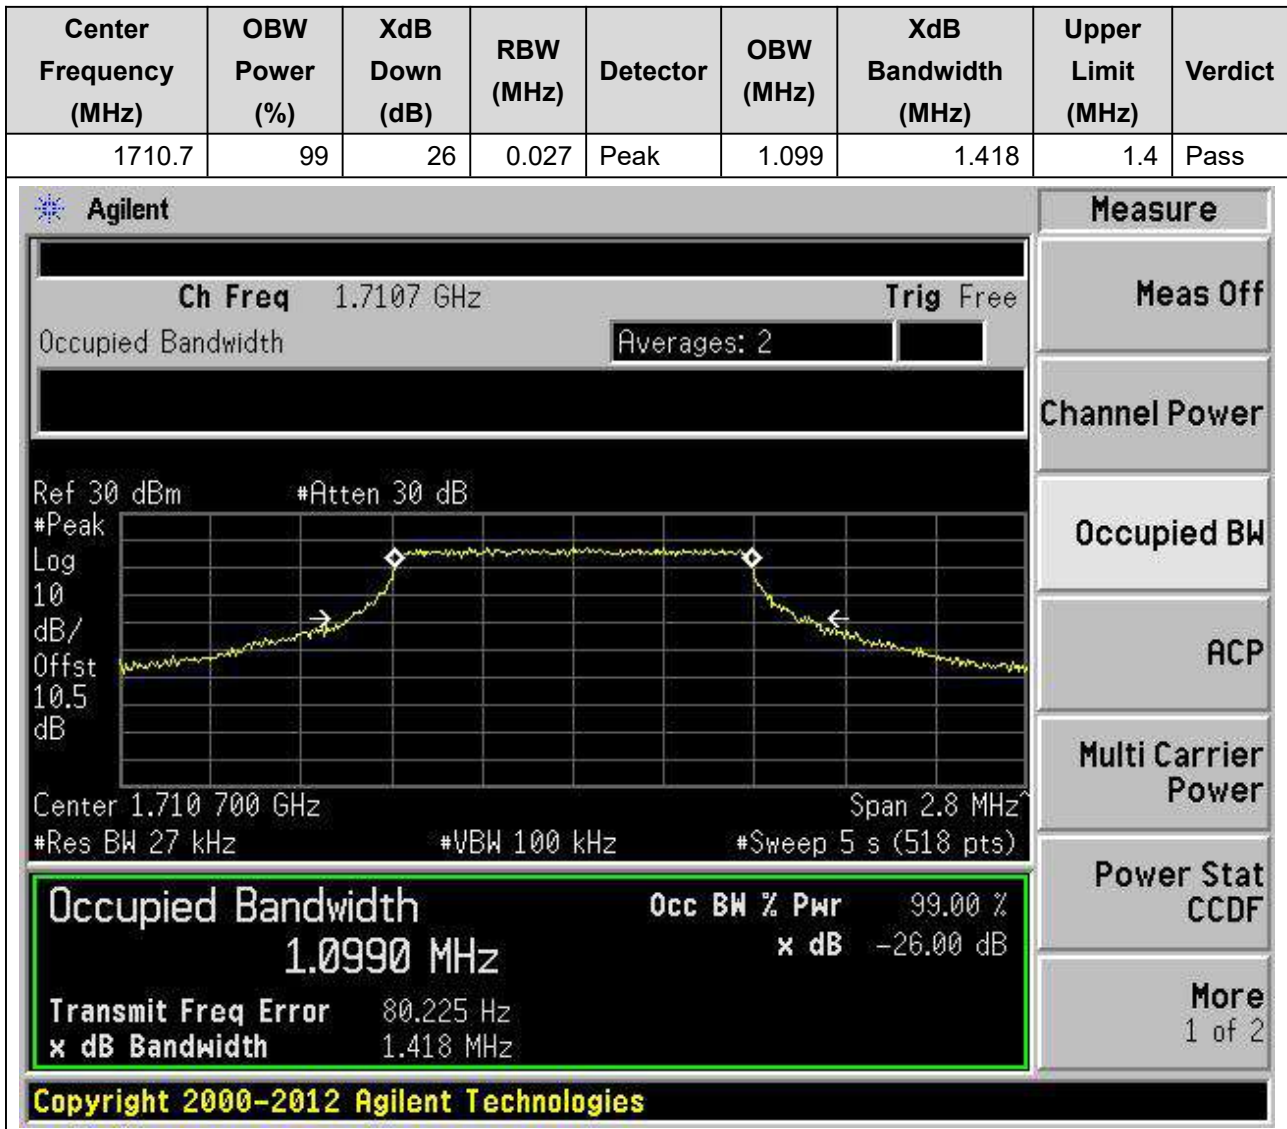 Center Frequency (MHz) OBW Power (%) XdB Down (dB) RBW (MHz) Detector OBW (MHz) XdB Bandwidth (MHz) Upper Limit (MHz) Verdict
1710.7 99 26 0.027 Peak 1.099 1.418 1.4 Pass
Agilent
Measure
Ch Freq 1.7107 GHz Trig Free
Meas Off
Occupied Bandwidth Averages: 2
Channel Power
Ref 30 dBm #Atten 30 dB
#Peak
Log
10
dB/
Offst
10.5
dB
Occupied BW
ACP
Multi Carrier
Power
Center 1.710 700 GHz Span 2.8 MHz^
#Res BW 27 kHz #VBW 100 kHz #Sweep 5 s (518 pts)
Power Stat
CCDF
Occupied Bandwidth Occ BW % Pwr 99.00 %
1.0990 MHz x dB -26.00 dB
Transmit Freq Error 80.225 Hz
x dB Bandwidth 1.418 MHz
More
1 of 2
Copyright 2000-2012 Agilent Technologies